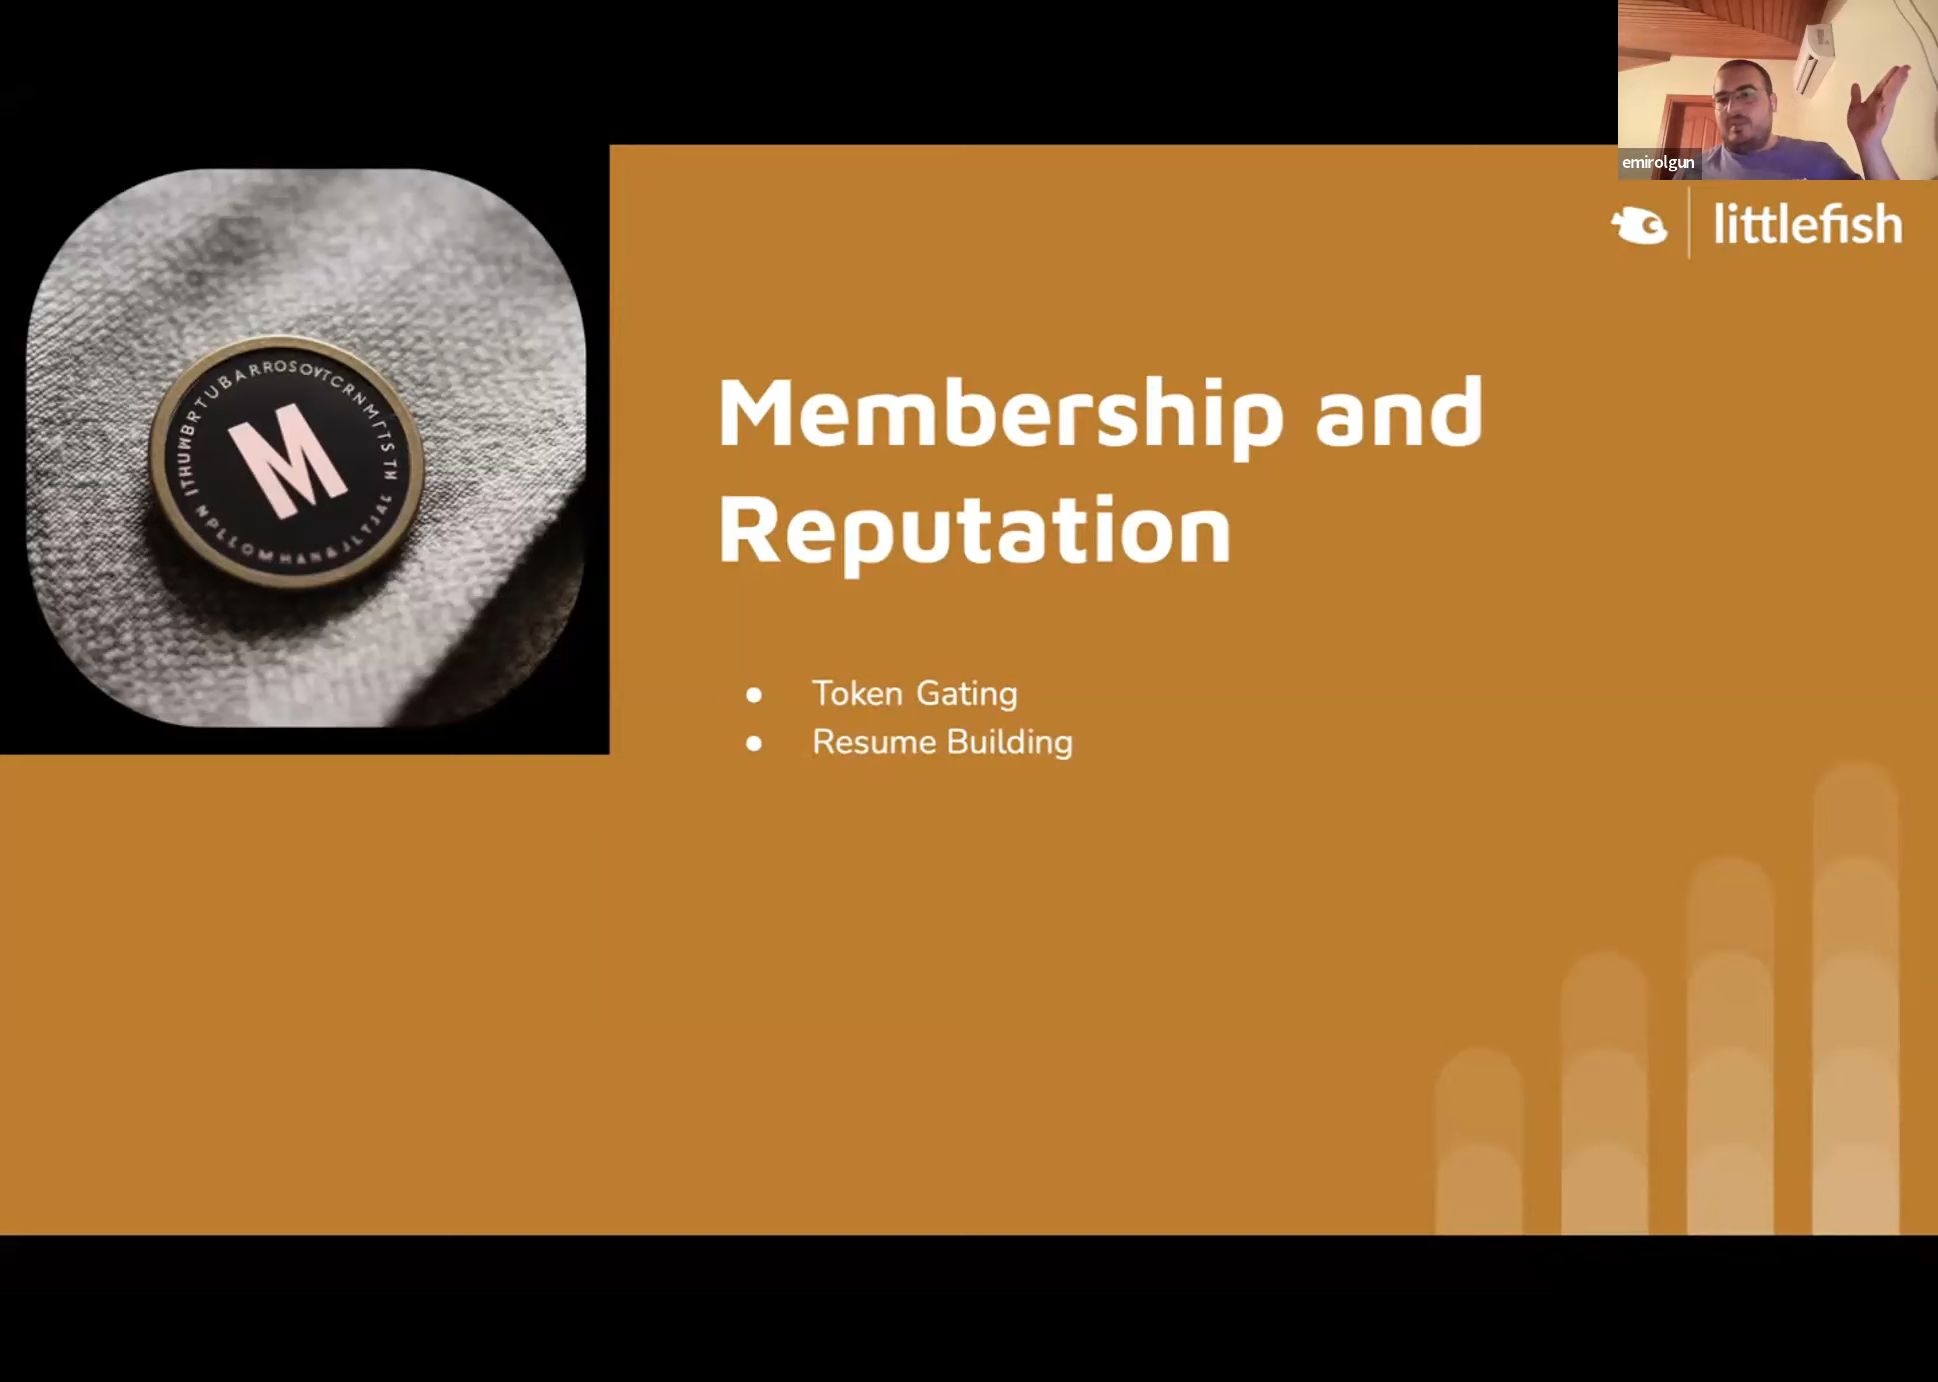 emirolgun
littlefish
M
Membership and
Reputation
● Token Gating
● Resume Building